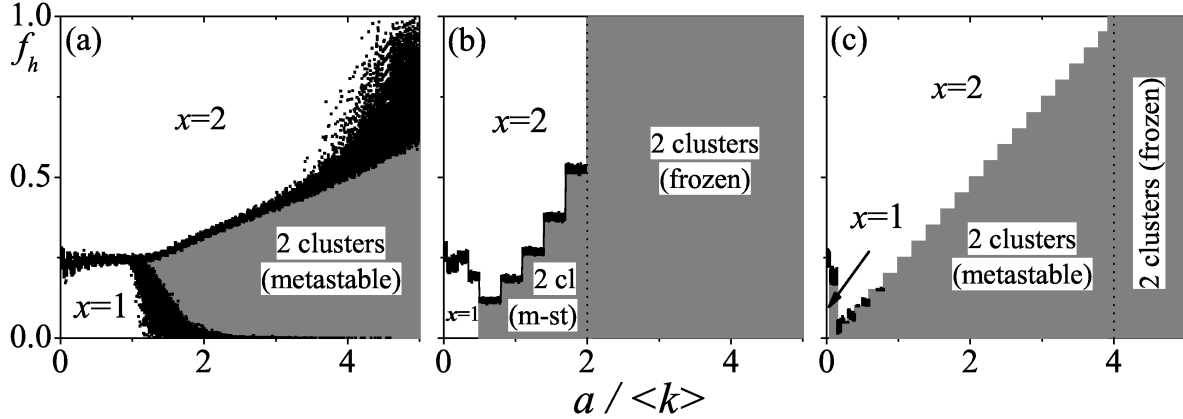 1.0
f_h
0.5
0.0
(a)
x=2
2 clusters
(metastable)
x=1
0
2
4
(b)
x=2
2 clusters
(frozen)
2 cl
(m-st)
x=1
0
2
4
(c)
x=2
x=1
2 clusters
(metastable)
2 clusters (frozen)
0
2
4
a / <k>